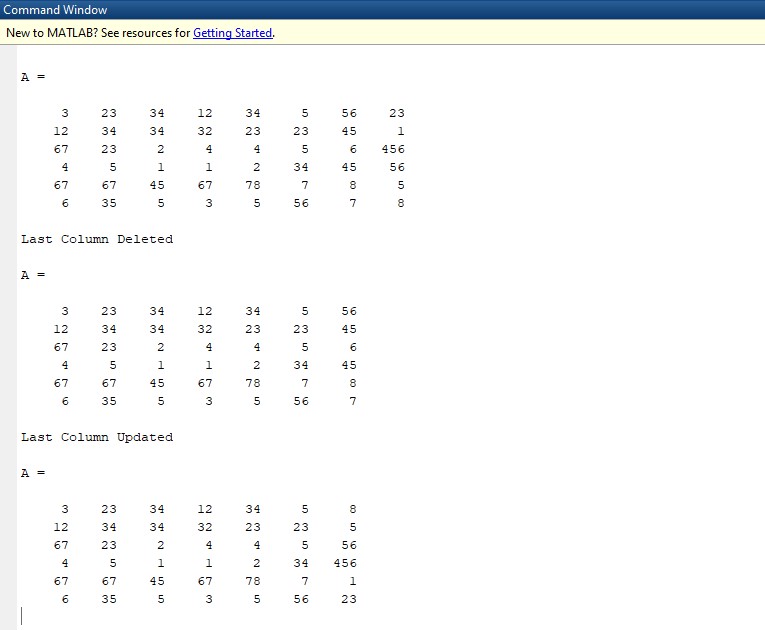 Command Window
New to MATLAB? See resources for Getting Started.
A =
3 23 34 12 34 5 56 23
12 34 34 32 23 23 45 1
67 23 2 4 4 5 6 456
4 5 1 1 2 34 45 56
67 67 45 67 78 7 8 5
6 35 5 3 5 56 7 8
Last Column Deleted
A =
3 23 34 12 34 5 56
12 34 34 32 23 23 45
67 23 2 4 4 5 6
4 5 1 1 2 34 45
67 67 45 67 78 7 8
6 35 5 3 5 56 7
Last Column Updated
A =
3 23 34 12 34 5 8
12 34 34 32 23 23 5
67 23 2 4 4 5 56
4 5 1 1 2 34 456
67 67 45 67 78 7 1
6 35 5 3 5 56 23